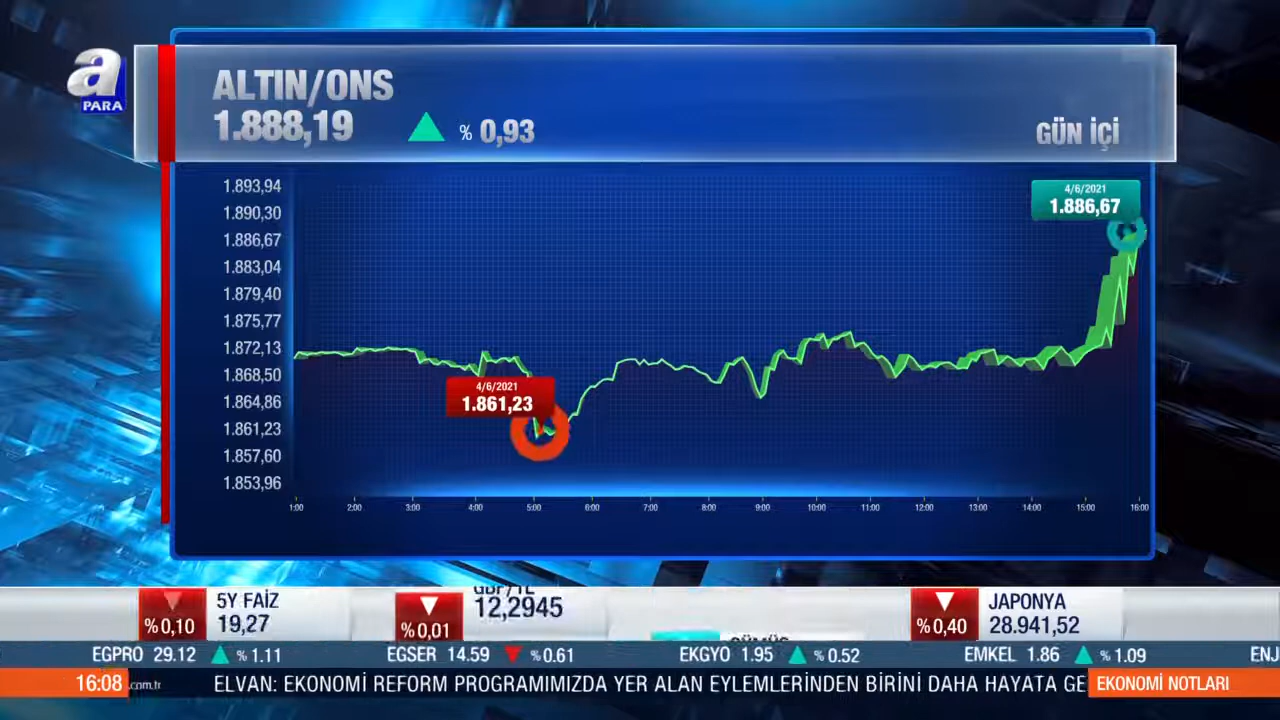 a
PARA
ALTIN/ONS
1.888,19
% 0,93
GÜN İÇİ
1.893,94
1.890,30
1.886,67
1.883,04
1.879,40
1.875,77
1.872,13
1.868,50
1.864,86
1.861,23
1.857,60
1.853,96
4/6/2021
1.886,67
4/6/2021
1.861,23
1:00 2:00 3:00 4:00 5:00 6:00 7:00 8:00 9:00 10:00 11:00 12:00 13:00 14:00 15:00 16:00
%0,10 5Y FAİZ
19,27
%0,01 GBP/TL
12,2945
%0,40 JAPONYA
28.941,52
EGPRO 29.12 % 1.11 EGSER 14.59 %0.61 EKGYO 1.95 % 0.52 EMKEL 1.86 % 1.09 ENJ
16:08 .com.tr ELVAN: EKONOMİ REFORM PROGRAMIMIZDA YER ALAN EYLEMLERİNDEN BİRİNİ DAHA HAYATA GE EKONOMİ NOTLARI